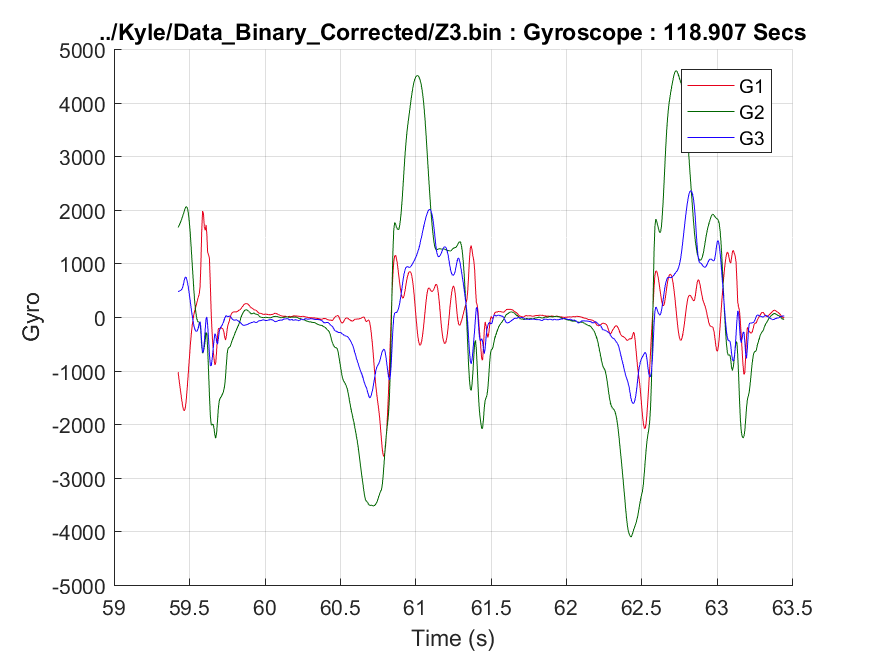 ../Kyle/Data_Binary_Corrected/Z3.bin : Gyroscope : 118.907 Secs
5000
4000
3000
2000
1000
0
-1000
-2000
-3000
-4000
-5000
Gyro
G1
G2
G3
59 59.5 60 60.5 61 61.5 62 62.5 63 63.5
Time (s)